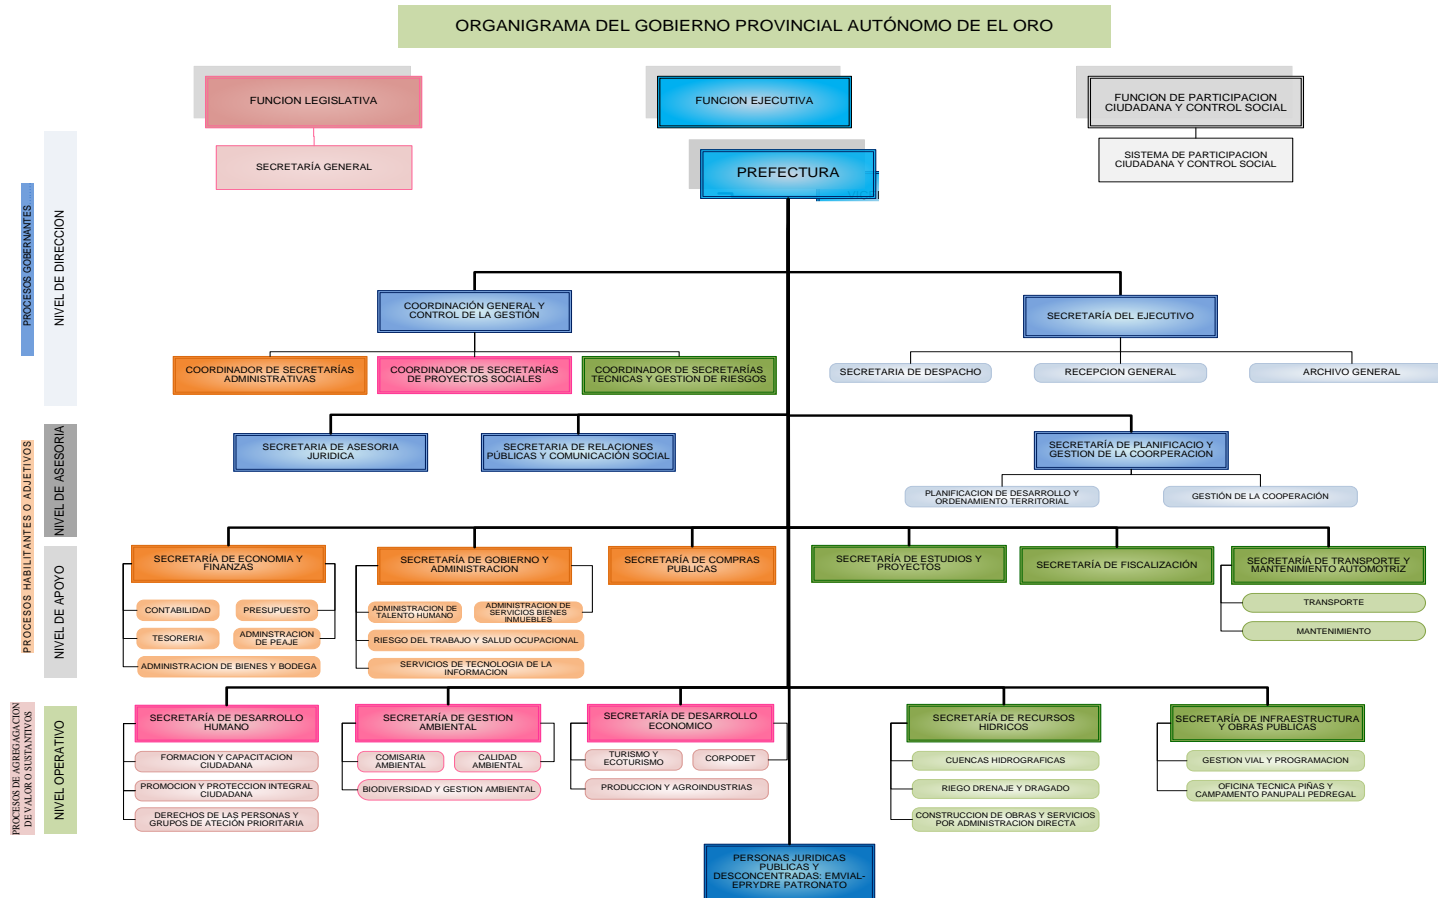 ORGANIGRAMA DEL GOBIERNO PROVINCIAL AUTÓNOMO DE EL ORO
FUNCION LEGISLATIVA
FUNCION EJECUTIVA
FUNCION DE PARTICIPACION
CIUDADANA Y CONTROL SOCIAL
SECRETARÍA GENERAL
PREFECTURA
SISTEMA DE PARTICIPACION
CIUDADANA Y CONTROL SOCIAL
PROCESOS GOBERNANTES
NIVEL DE DIRECCION
COORDINACIÓN GENERAL Y
CONTROL DE LA GESTIÓN
SECRETARÍA DEL EJECUTIVO
COORDINADOR DE SECRETARÍAS
ADMINISTRATIVAS
COORDINADOR DE SECRETARÍAS
DE PROYECTOS SOCIALES
COORDINADOR DE SECRETARÍAS
TECNICAS Y GESTION DE RIESGOS
SECRETARIA DE DESPACHO
RECEPCION GENERAL
ARCHIVO GENERAL
PROCESOS HABILITANTES O ADJETIVOS
NIVEL DE ASESORIA
SECRETARIA DE ASESORIA
JURIDICA
SECRETARIA DE RELACIONES
PÚBLICAS Y COMUNICACIÓN SOCIAL
SECRETARÍA DE PLANIFICACIO Y
GESTION DE LA COORPERACION
PLANIFICACION DE DESARROLLO Y
ORDENAMIENTO TERRITORIAL
GESTIÓN DE LA COOPERACIÓN
NIVEL DE APOYO
SECRETARÍA DE ECONOMIA Y
FINANZAS
SECRETARÍA DE GOBIERNO Y
ADMINISTRACION
SECRETARÍA DE COMPRAS
PUBLICAS
SECRETARÍA DE ESTUDIOS Y
PROYECTOS
SECRETARÍA DE FISCALIZACIÓN
SECRETARÍA DE TRANSPORTE Y
MANTENIMIENTO AUTOMOTRIZ
CONTABILIDAD
PRESUPUESTO
TESORERIA
ADMINSTRACION
DE PEAJE
ADMINISTRACION DE BIENES Y BODEGA
ADMINISTRACION DE
TALENTO HUMANO
ADMINISTRACION DE
SERVICIOS BIENES
INMUEBLES
RIESGO DEL TRABAJO Y SALUD OCUPACIONAL
SERVICIOS DE TECNOLOGIA DE LA
INFORMACION
TRANSPORTE
MANTENIMIENTO
PROCESOS DE AGREGAGACION
DE VALOR O SUSTANTIVOS
NIVEL OPERATIVO
SECRETARÍA DE DESARROLLO
HUMANO
SECRETARÍA DE GESTION
AMBIENTAL
SECRETARÍA DE DESARROLLO
ECONOMICO
SECRETARÍA DE RECURSOS
HIDRICOS
SECRETARÍA DE INFRAESTRUCTURA
Y OBRAS PUBLICAS
FORMACION Y CAPACITACION
CIUDADANA
PROMOCION Y PROTECCION INTEGRAL
CIUDADANA
DERECHOS DE LAS PERSONAS Y
GRUPOS DE ATECIÓN PRIORITARIA
COMISARIA
AMBIENTAL
CALIDAD
AMBIENTAL
BIODIVERSIDAD Y GESTION AMBIENTAL
TURISMO Y
ECOTURISMO
CORPODET
PRODUCCION Y AGROINDUSTRIAS
CUENCAS HIDROGRAFICAS
RIEGO DRENAJE Y DRAGADO
CONSTRUCCION DE OBRAS Y SERVICIOS
POR ADMINISTRACION DIRECTA
GESTION VIAL Y PROGRAMACION
OFICINA TECNICA PIÑAS Y
CAMPAMENTO PANUPALI PEDREGAL
PERSONAS JURIDICAS
PUBLICAS Y
DESCONCENTRADAS: EMVIAL-
EPRYDRE PATRONATO